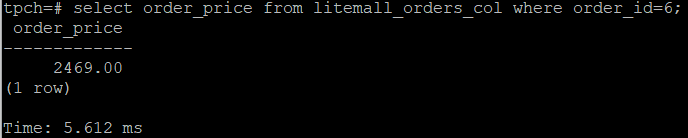 tpch=# select order_price from litemall_orders_col where order_id=6;
 order_price
-------------
     2469.00
(1 row)

Time: 5.612 ms